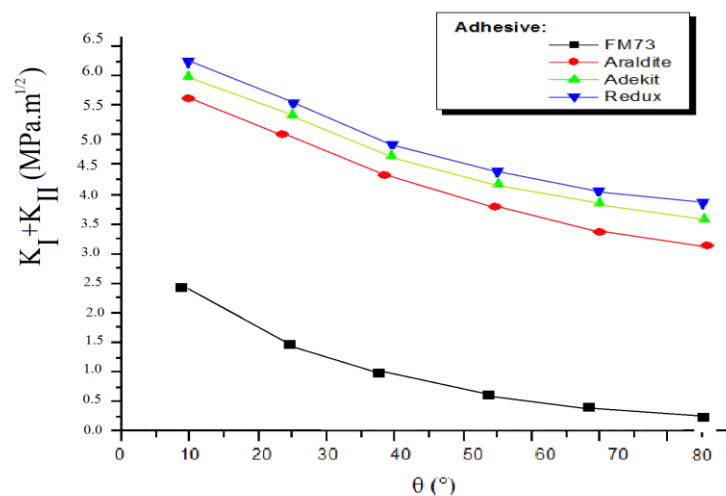 Adhesive:
FM73
Araldite
Adekit
Redux
K_I+K_II (MPa.m^1/2)
6.5
6.0
5.5
5.0
4.5
4.0
3.5
3.0
2.5
2.0
1.5
1.0
0.5
0.0
0 10 20 30 40 50 60 70 80
θ (°)